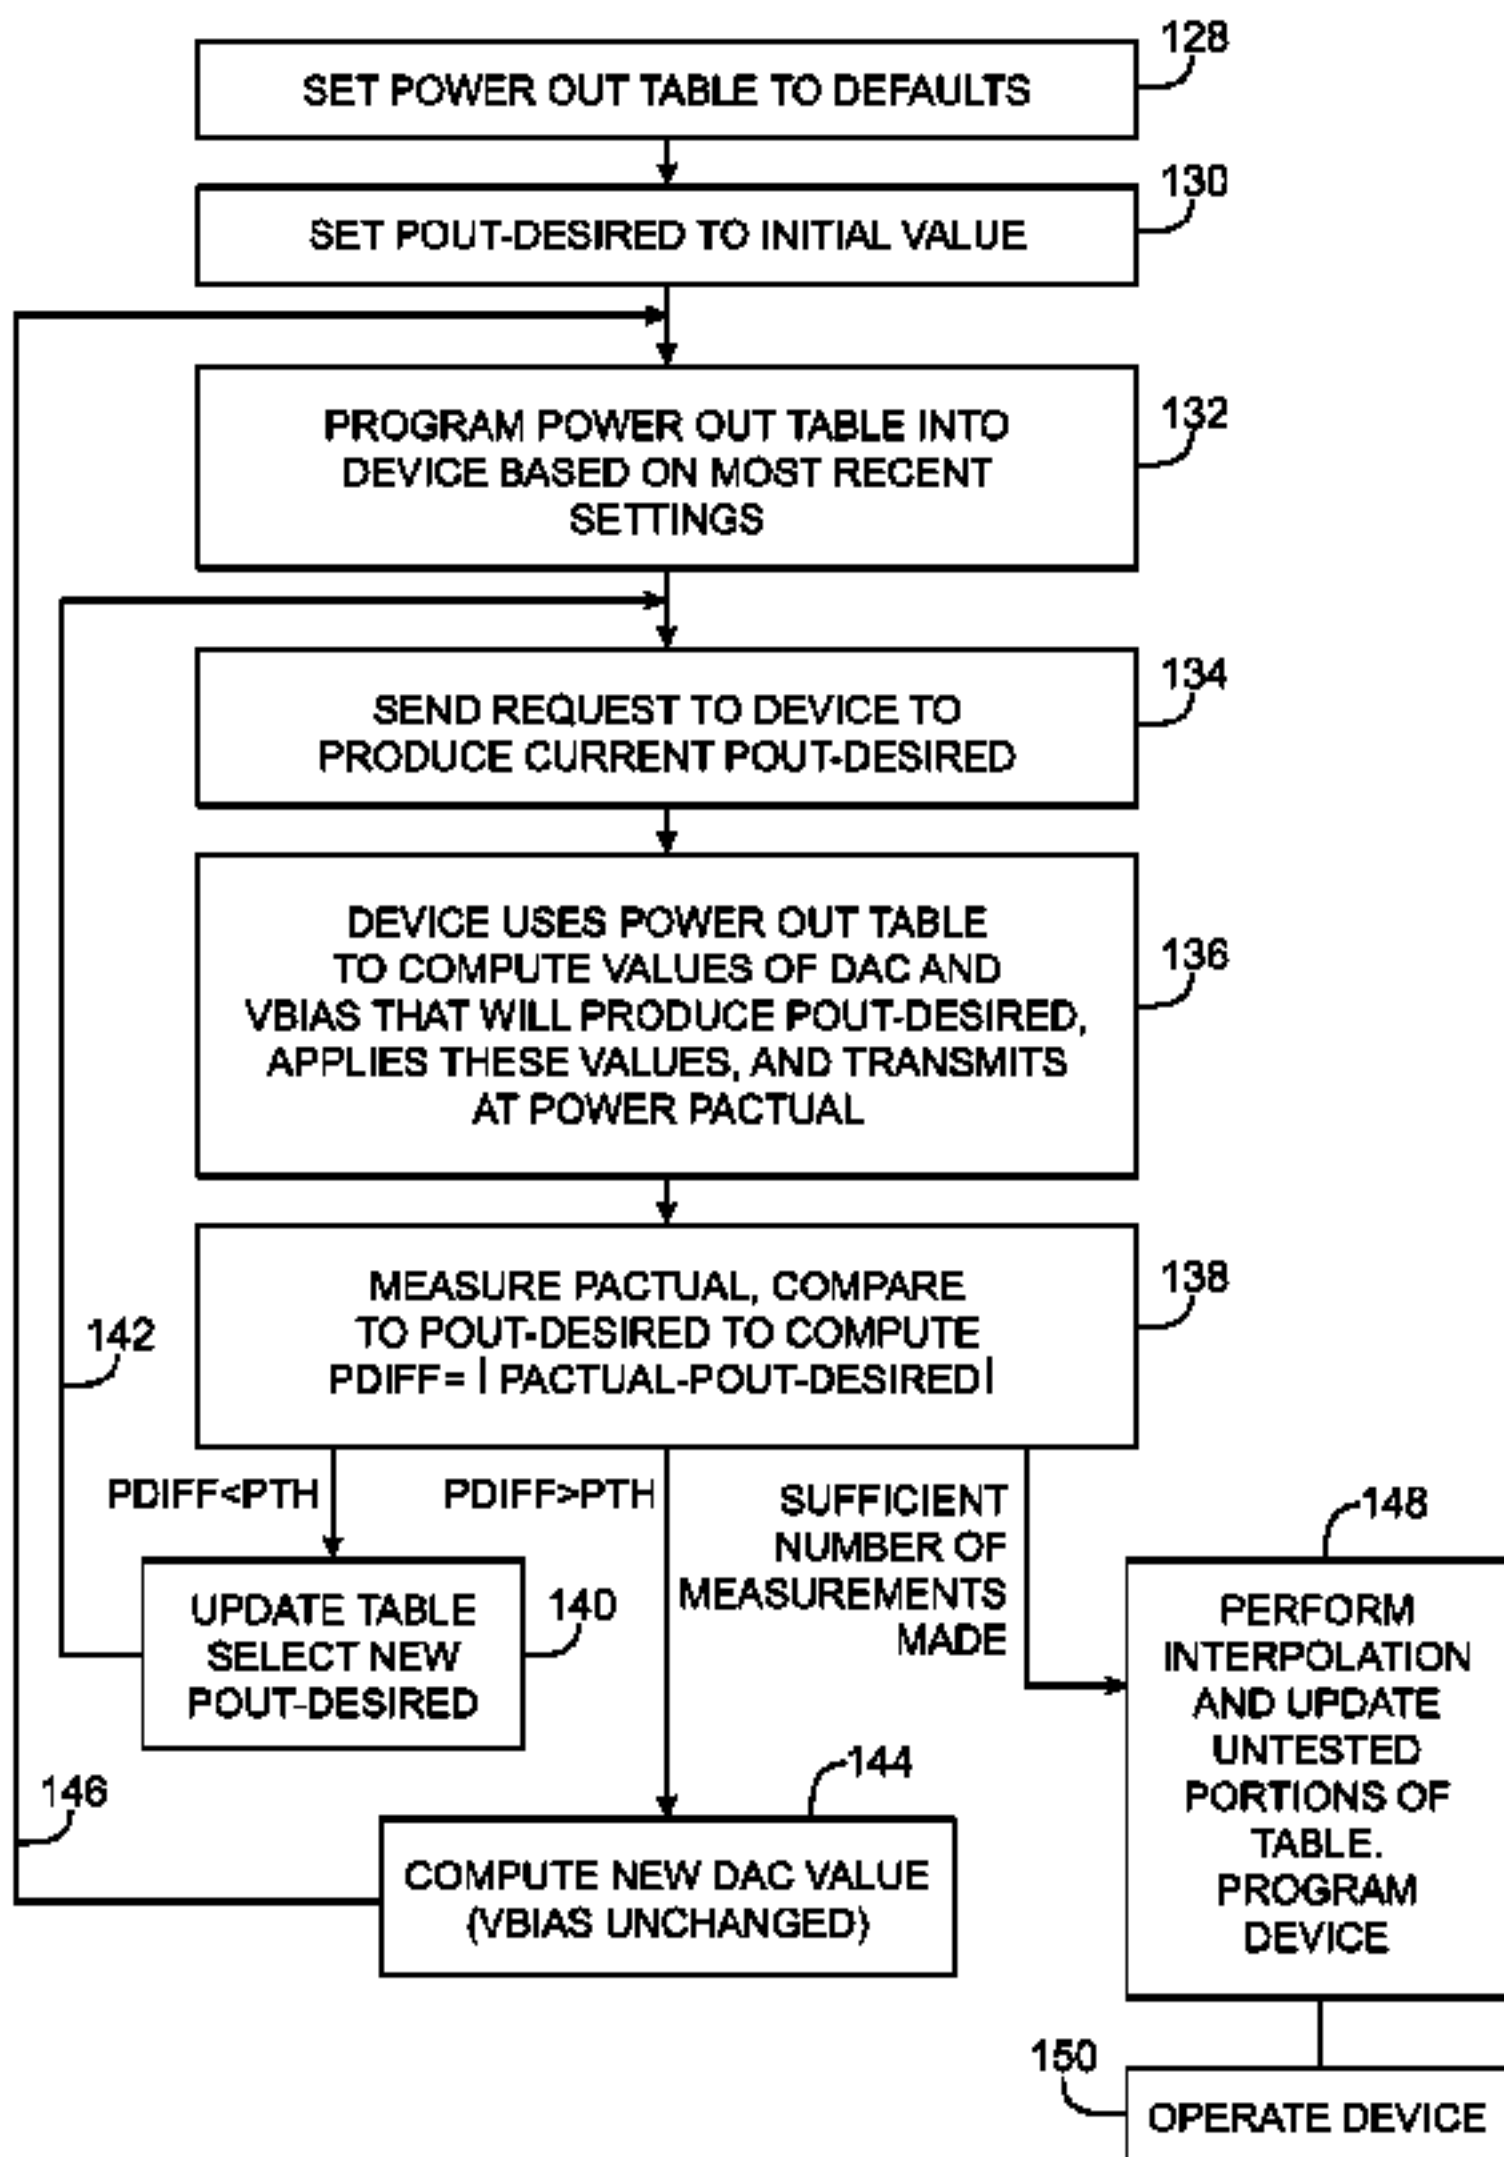 128
SET POWER OUT TABLE TO DEFAULTS
130
SET POUT-DESIRED TO INITIAL VALUE
132
PROGRAM POWER OUT TABLE INTO
DEVICE BASED ON MOST RECENT
SETTINGS
134
SEND REQUEST TO DEVICE TO
PRODUCE CURRENT POUT-DESIRED
136
DEVICE USES POWER OUT TABLE
TO COMPUTE VALUES OF DAC AND
VBIAS THAT WILL PRODUCE POUT-DESIRED,
APPLIES THESE VALUES, AND TRANSMITS
AT POWER PACTUAL
138
MEASURE PACTUAL, COMPARE
TO POUT-DESIRED TO COMPUTE
PDIFF= | PACTUAL-POUT-DESIRED|
142
PDIFF<PTH
PDIFF>PTH
SUFFICIENT
NUMBER OF
MEASUREMENTS
MADE
140
UPDATE TABLE
SELECT NEW
POUT-DESIRED
148
PERFORM
INTERPOLATION
AND UPDATE
UNTESTED
PORTIONS OF
TABLE.
PROGRAM
DEVICE
146
144
COMPUTE NEW DAC VALUE
(VBIAS UNCHANGED)
150
OPERATE DEVICE